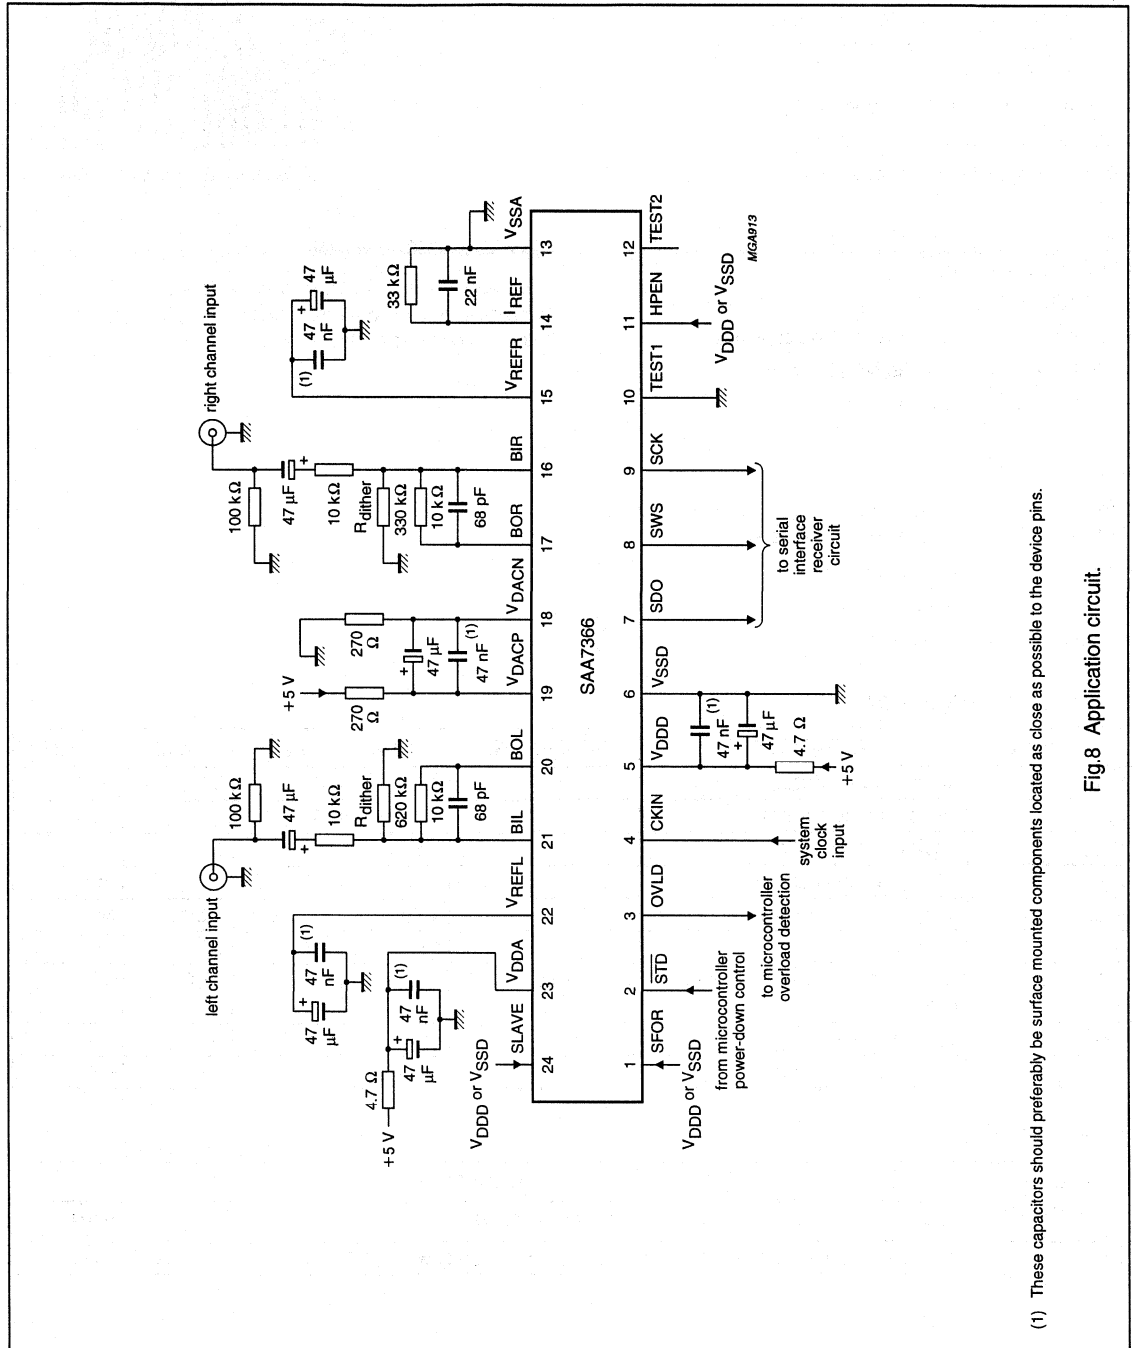 left channel input
right channel input
+5 V
4.7 Ω
47 µF
47 nF
(1)
47 µF
47 nF
(1)
100 kΩ
47 µF
+
10 kΩ
Rdither
620 kΩ
10 kΩ
68 pF
+5 V
270 Ω
270 Ω
+
47 µF
47 nF
(1)
100 kΩ
47 µF
+
10 kΩ
Rdither
330 kΩ
10 kΩ
68 pF
(1)
47 nF
+
47 µF
33 kΩ
22 nF
VDDD or VSSD
SLAVE
VDDA
VREFL
BIL
BOL
VDACP
VDACN
BOR
BIR
VREFR
IREF
VSSA
24 23 22 21 20 19 18 17 16 15 14 13
SAA7366
1 2 3 4 5 6 7 8 9 10 11 12
SFOR
STD
OVLD
CKIN
VDDD
VSSD
SDO
SWS
SCK
TEST1
HPEN
TEST2
VDDD or VSSD
from microcontroller
power-down control
to microcontroller
overload detection
system
clock
input
47 nF
(1)
+
47 µF
4.7 Ω
+5 V
to serial
interface
receiver
circuit
VDDD or VSSD
MGA913
(1) These capacitors should preferably be surface mounted components located as close as possible to the device pins.
Fig.8 Application circuit.